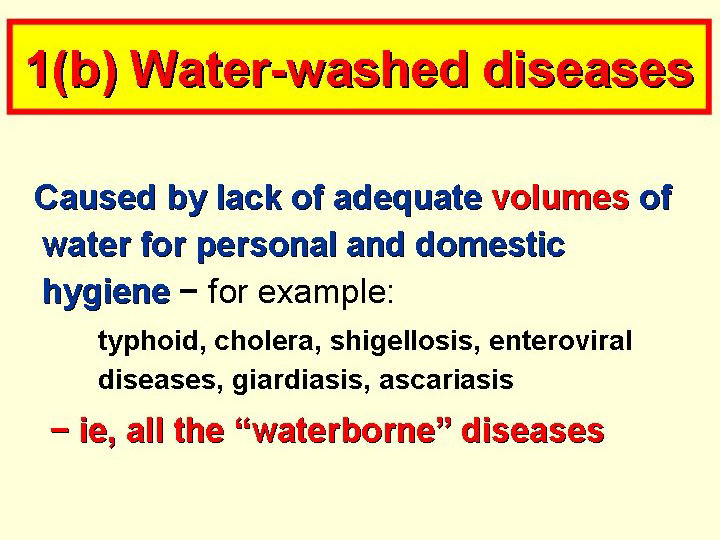 1(b) Water-washed diseases
Caused by lack of adequate volumes of
water for personal and domestic
hygiene − for example:
typhoid, cholera, shigellosis, enteroviral
diseases, giardiasis, ascariasis
− ie, all the “waterborne” diseases